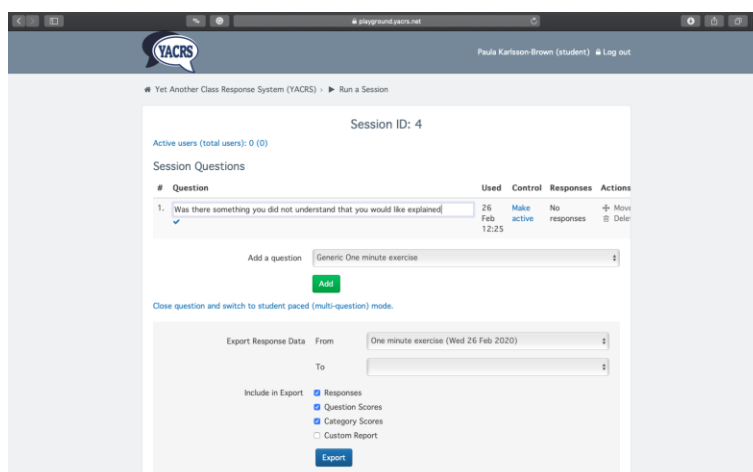 playground.yacrs.net
YACRS
Paula Karlsson-Brown (student) Log out
Yet Another Class Response System (YACRS) › Run a Session
Session ID: 4
Active users (total users): 0 (0)
Session Questions
# Question Used Control Responses Actions
1. Was there something you did not understand that you would like explained 26 Make No Move
Feb active responses Dele
12:25
Add a question Generic One minute exercise
Add
Close question and switch to student paced (multi-question) mode.
Export Response Data From One minute exercise (Wed 26 Feb 2020)
To
Include in Export Responses
Question Scores
Category Scores
Custom Report
Export